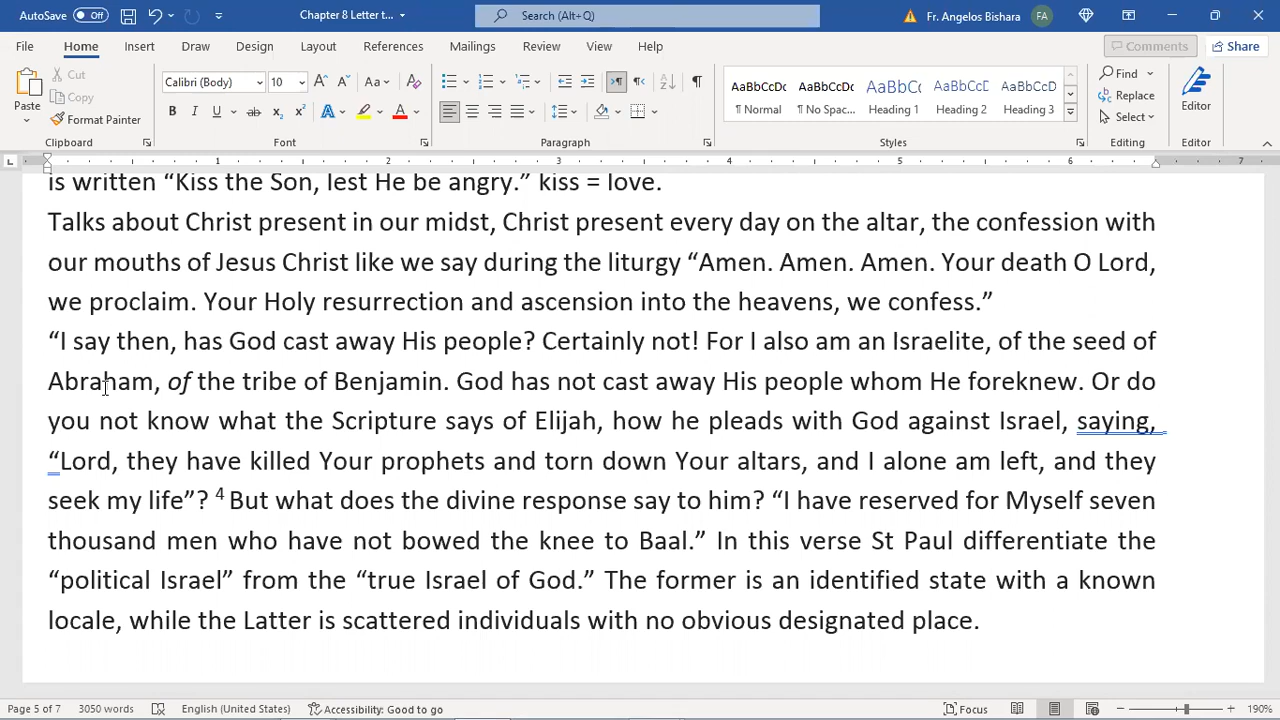 AutoSave Off Chapter 8 Letter t... Search (Alt+Q) Fr. Angelos Bishara FA
File Home Insert Draw Design Layout References Mailings Review View Help Comments Share
Paste Cut Copy Format Painter Clipboard
Calibri (Body) 10 Aa A B I U ab x₂ x² A A Font
Paragraph
AaBbCcDc AaBbCcDc AaBbCc AaBbCcD AaBbCcD
¶ Normal ¶ No Spac... Heading 1 Heading 2 Heading 3 Styles
Find Replace Select Editing
Editor Editor
1 2 3 4 5 6 7
is written “Kiss the Son, lest He be angry.” kiss = love.
Talks about Christ present in our midst, Christ present every day on the altar, the confession with
our mouths of Jesus Christ like we say during the liturgy “Amen. Amen. Amen. Your death O Lord,
we proclaim. Your Holy resurrection and ascension into the heavens, we confess.”
“I say then, has God cast away His people? Certainly not! For I also am an Israelite, of the seed of
Abraham, of the tribe of Benjamin. God has not cast away His people whom He foreknew. Or do
you not know what the Scripture says of Elijah, how he pleads with God against Israel, saying,
“Lord, they have killed Your prophets and torn down Your altars, and I alone am left, and they
seek my life”? ⁴ But what does the divine response say to him? “I have reserved for Myself seven
thousand men who have not bowed the knee to Baal.” In this verse St Paul differentiate the
“political Israel” from the “true Israel of God.” The former is an identified state with a known
locale, while the Latter is scattered individuals with no obvious designated place.
Page 5 of 7 3050 words English (United States) Accessibility: Good to go Focus 190%